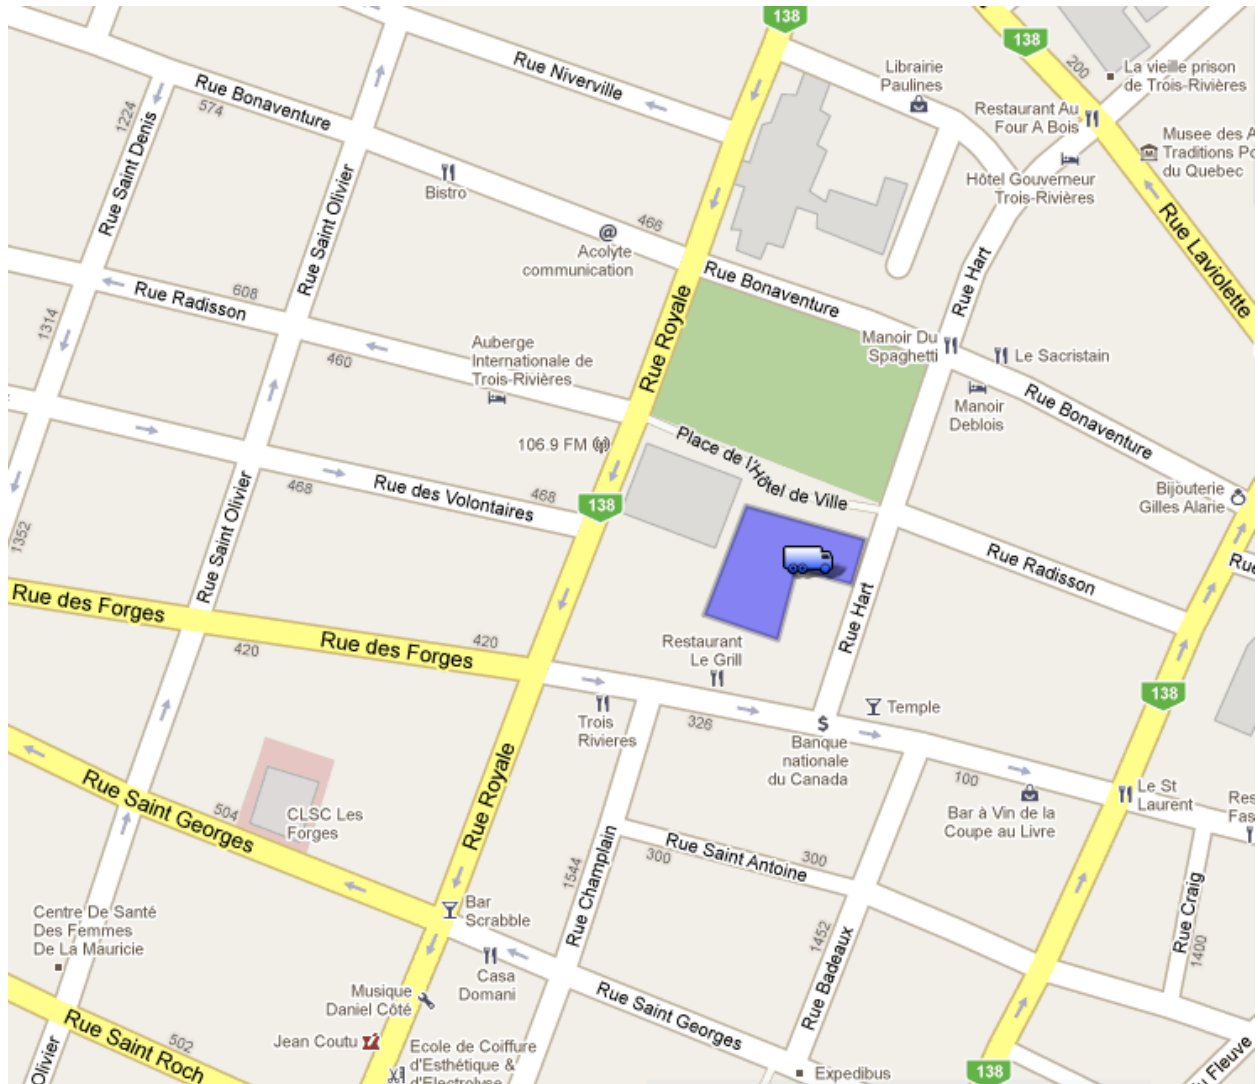 138
138
200
La vieille prison
de Trois-Rivières
Librairie
Paulines
Rue Niverville
Rue Bonaventure
574
1224
Rue Saint Denis
Restaurant Au
Four A Bois
Musee des A
Traditions Po
du Quebec
Bistro
Hôtel Gouverneur
Trois-Rivières
Rue Saint Olivier
466
Acolyte
communication
Rue Laviolette
Rue Hart
Rue Bonaventure
Rue Radisson
608
1314
460
Auberge
Internationale de
Trois-Rivières
Rue Royale
Manoir Du
Spaghetti
Le Sacristain
Manoir
Deblois
Rue Bonaventure
106.9 FM
Place de l'Hôtel de Ville
468
Rue des Volontaires
468
138
Bijouterie
Gilles Alarie
Rue Saint Olivier
1352
Rue Radisson
Rue
Rue des Forges
Rue des Forges
420
420
Rue Hart
Restaurant
Le Grill
138
Trois
Rivieres
326
Temple
Banque
nationale
du Canada
Rue Royale
100
Le St
Laurent
Bar à Vin de la
Coupe au Livre
Res
Fas
Rue Saint Georges
504
CLSC Les
Forges
Rue Saint Antoine
300
300
1544
Rue Champlain
Bar
Scrabble
Centre De Santé
Des Femmes
De La Mauricie
Rue Craig
1400
1452
Rue Badeaux
Casa
Domani
Musique
Daniel Côté
Rue Saint Georges
Jean Coutu
Rue Saint Roch
502
Olivier
Ecole de Coiffure
d'Esthétique &
d'Electrolyse
Expedibus
138
u Fleuve